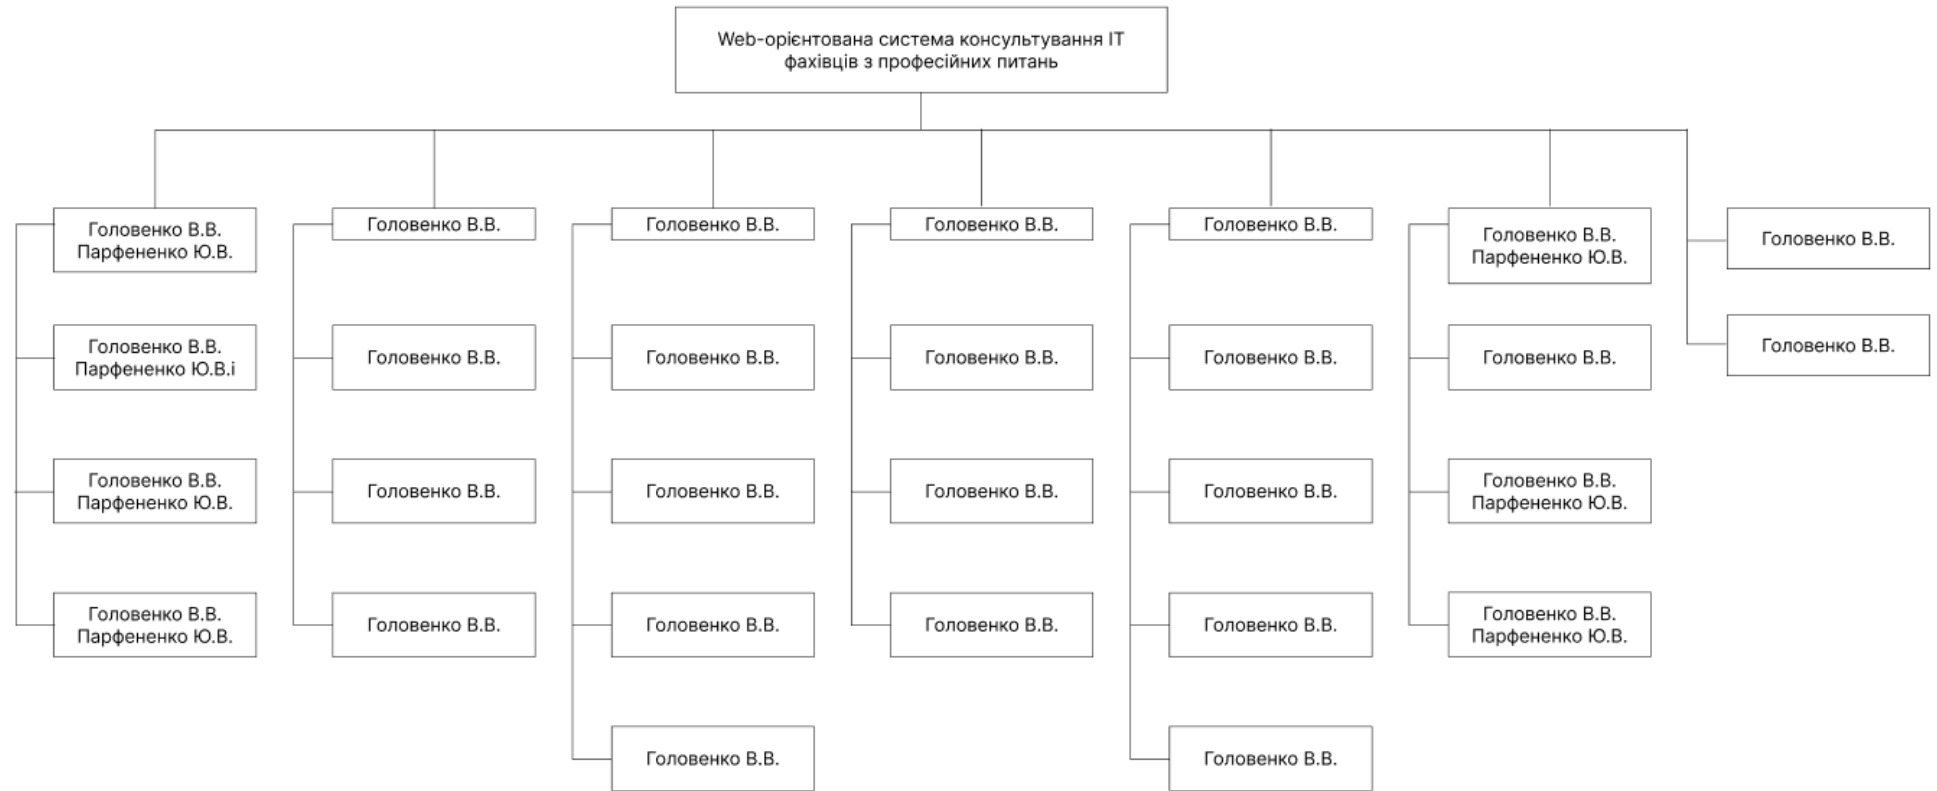 Web-орієнтована система консультування ІТ
фахівців з професійних питань
Головенко В.В.
Парфененко Ю.В.
Головенко В.В.
Головенко В.В.
Головенко В.В.
Головенко В.В.
Головенко В.В.
Парфененко Ю.В.
Головенко В.В.
Головенко В.В.
Парфененко Ю.В.і
Головенко В.В.
Головенко В.В.
Головенко В.В.
Головенко В.В.
Головенко В.В.
Головенко В.В.
Головенко В.В.
Парфененко Ю.В.
Головенко В.В.
Головенко В.В.
Головенко В.В.
Головенко В.В.
Головенко В.В.
Парфененко Ю.В.
Головенко В.В.
Парфененко Ю.В.
Головенко В.В.
Головенко В.В.
Головенко В.В.
Головенко В.В.
Головенко В.В.
Парфененко Ю.В.
Головенко В.В.
Головенко В.В.